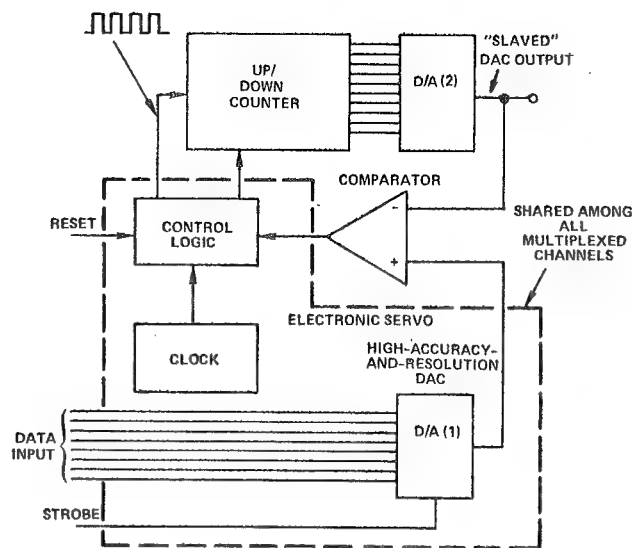 "SLAVED"
DAC OUTPUT
UP/
DOWN
COUNTER
D/A (2)
COMPARATOR
-
+
SHARED AMONG
ALL
MULTIPLEXED
CHANNELS
RESET
CONTROL
LOGIC
ELECTRONIC SERVO
CLOCK
HIGH-ACCURACY-
AND-RESOLUTION
DAC
DATA
INPUT
D/A (1)
STROBE